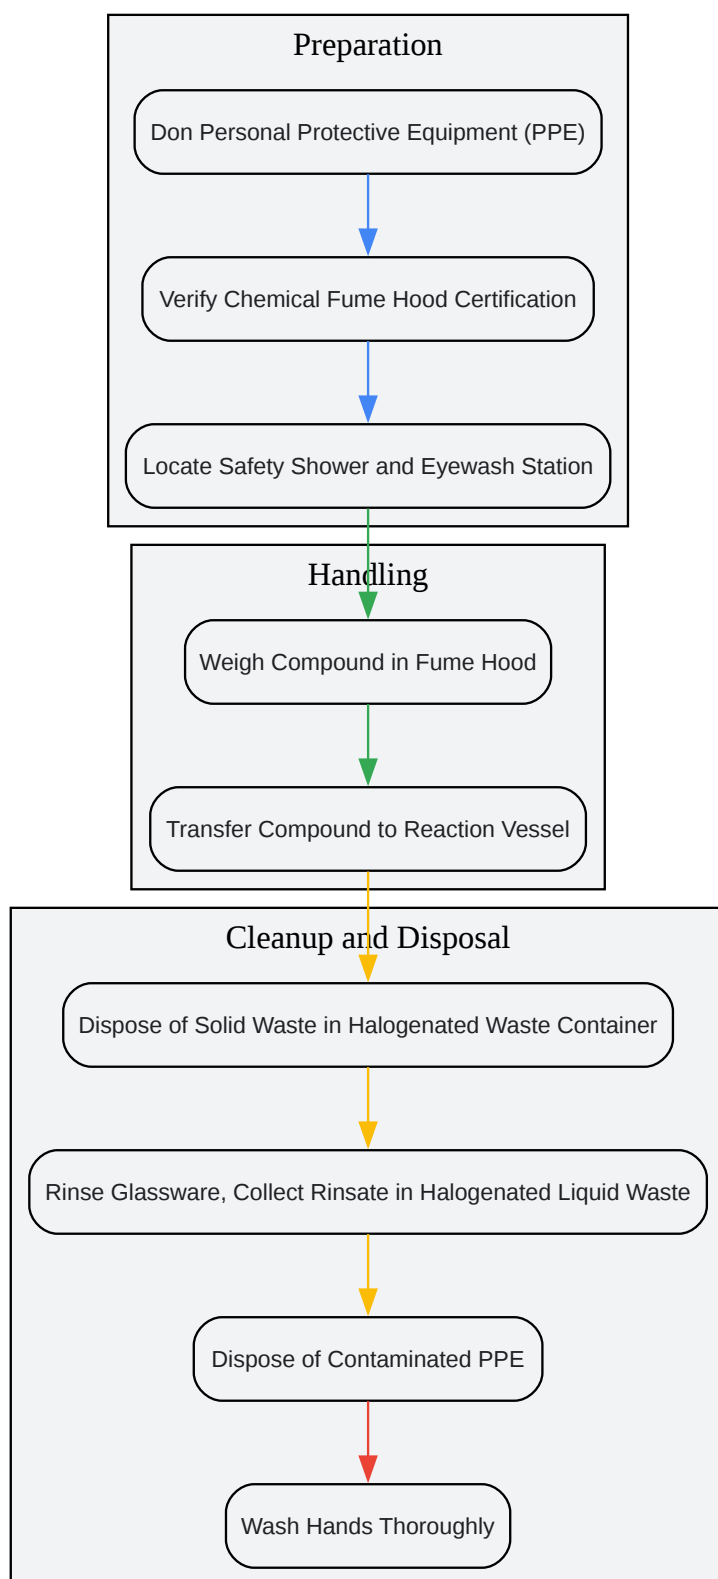 Preparation
Don Personal Protective Equipment (PPE)
Verify Chemical Fume Hood Certification
Locate Safety Shower and Eyewash Station
Handling
Weigh Compound in Fume Hood
Transfer Compound to Reaction Vessel
Cleanup and Disposal
Dispose of Solid Waste in Halogenated Waste Container
Rinse Glassware, Collect Rinsate in Halogenated Liquid Waste
Dispose of Contaminated PPE
Wash Hands Thoroughly